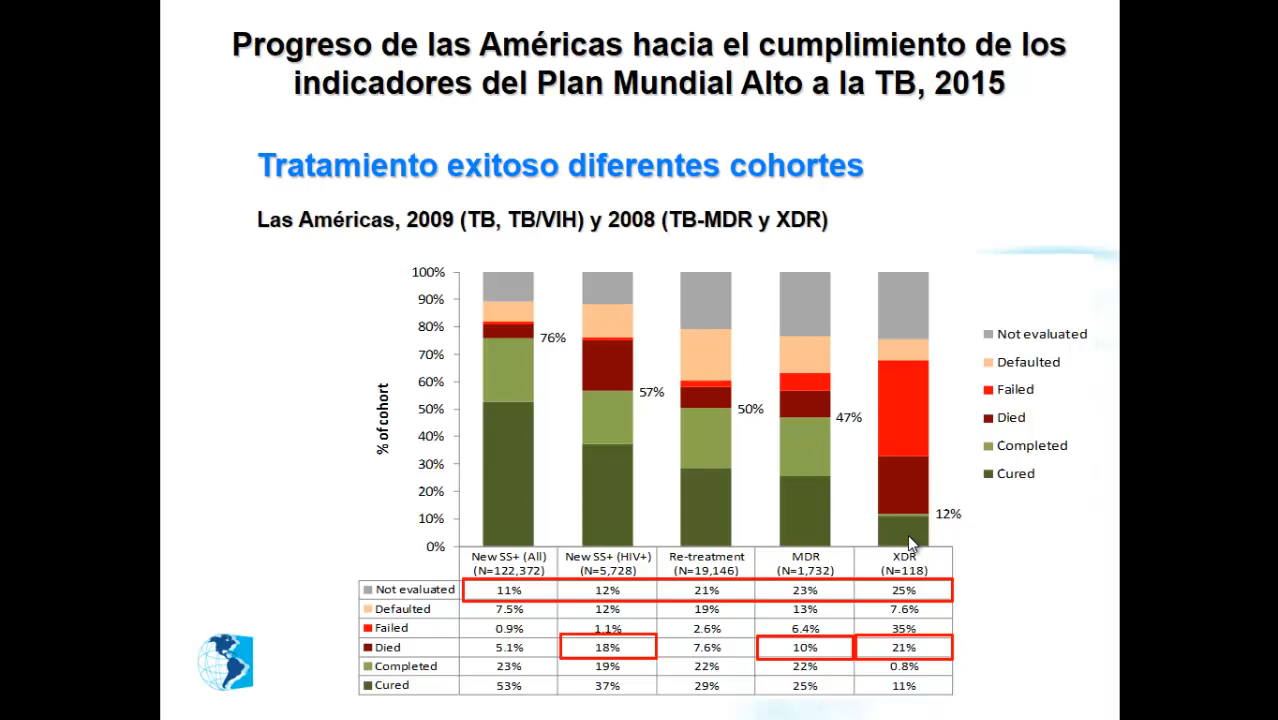 Progreso de las Américas hacia el cumplimiento de los
indicadores del Plan Mundial Alto a la TB, 2015
Tratamiento exitoso diferentes cohortes
Las Américas, 2009 (TB, TB/VIH) y 2008 (TB-MDR y XDR)
% of cohort
100%
90%
80%
70%
60%
50%
40%
30%
20%
10%
0%
76%
57%
50%
47%
12%
Not evaluated
Defaulted
Failed
Died
Completed
Cured
New SS+ (All) New SS+ (HIV+) Re-treatment MDR XDR
(N=122,372) (N=5,728) (N=19,146) (N=1,732) (N=118)
Not evaluated 11% 12% 21% 23% 25%
Defaulted 7.5% 12% 19% 13% 7.6%
Failed 0.9% 1.1% 2.6% 6.4% 35%
Died 5.1% 18% 7.6% 10% 21%
Completed 23% 19% 22% 22% 0.8%
Cured 53% 37% 29% 25% 11%